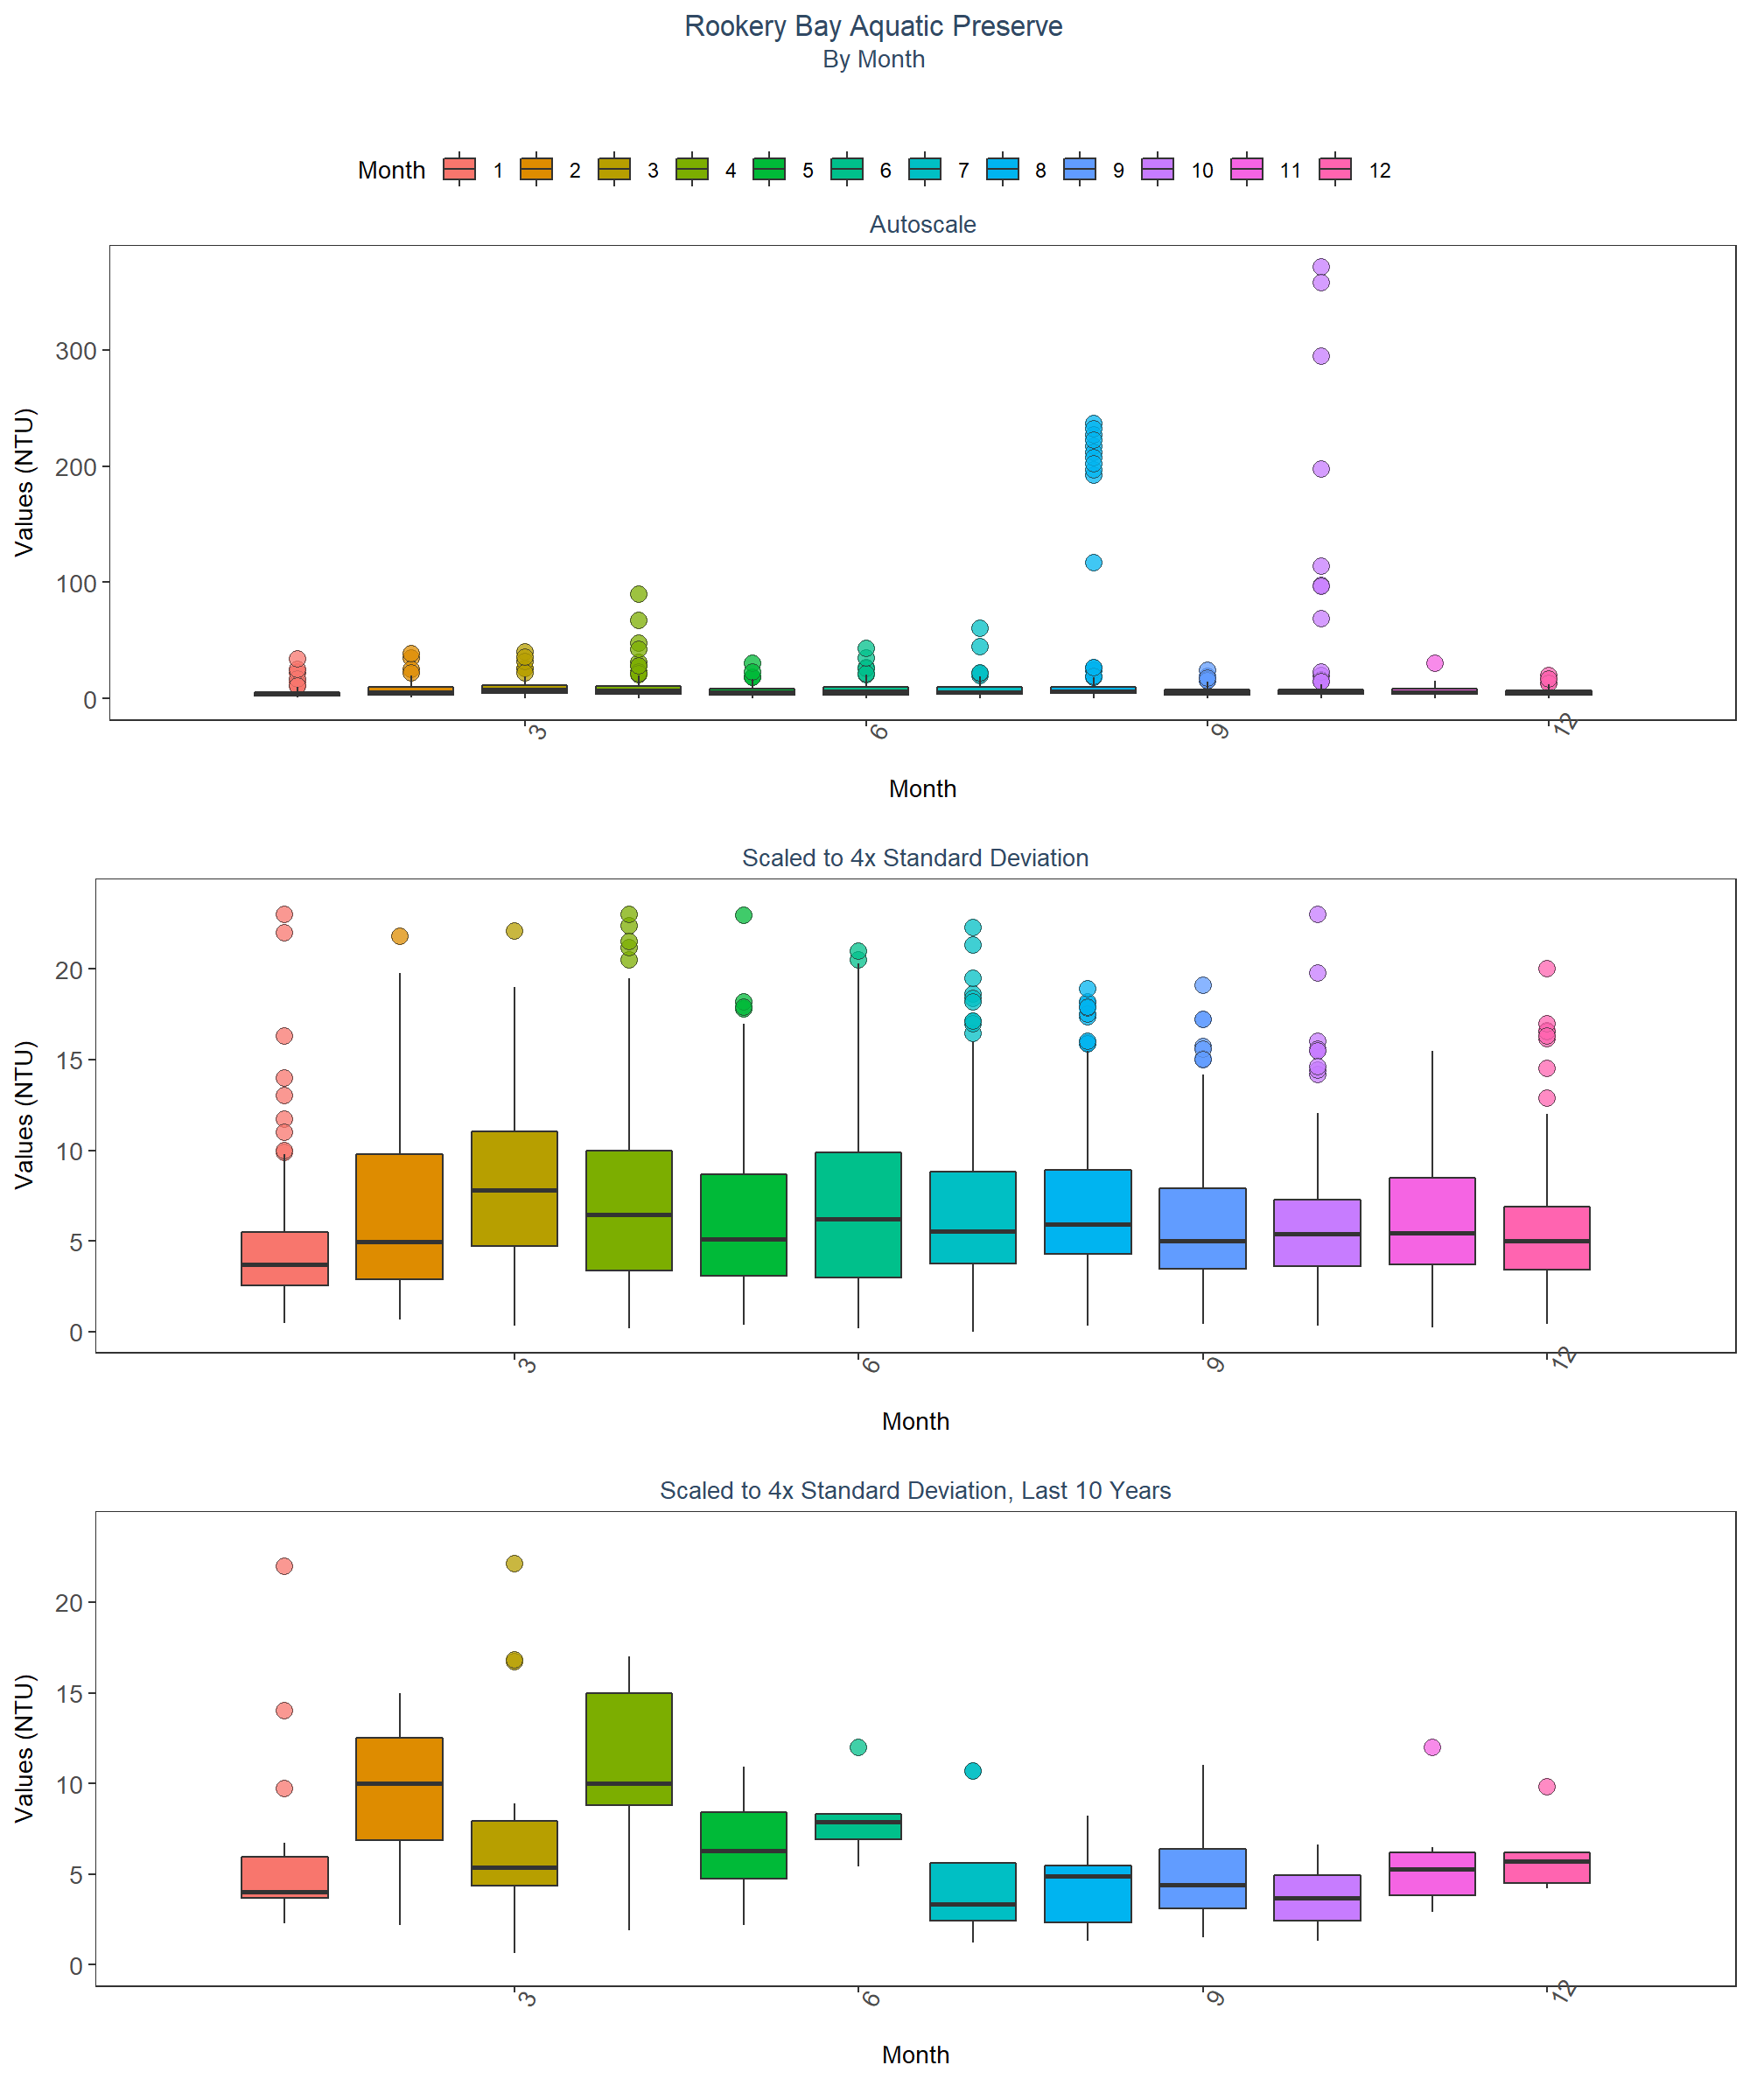 Rookery Bay Aquatic Preserve
By Month
Month 1 2 3 4 5 6 7 8 9 10 11 12
Autoscale
Values (NTU)
300
200
100
0
3 6 9 12
Month
Scaled to 4x Standard Deviation
Values (NTU)
20
15
10
5
0
3 6 9 12
Month
Scaled to 4x Standard Deviation, Last 10 Years
Values (NTU)
20
15
10
5
0
3 6 9 12
Month